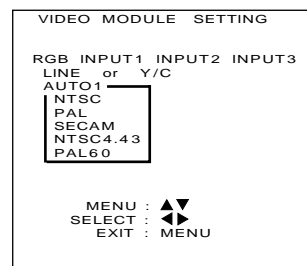 VIDEO MODULE SETTING
RGB INPUT1 INPUT2 INPUT3
LINE or Y/C
AUTO1
NTSC
PAL
SECAM
NTSC4.43
PAL60
MENU : ▲▼
SELECT : ◀▶
EXIT : MENU